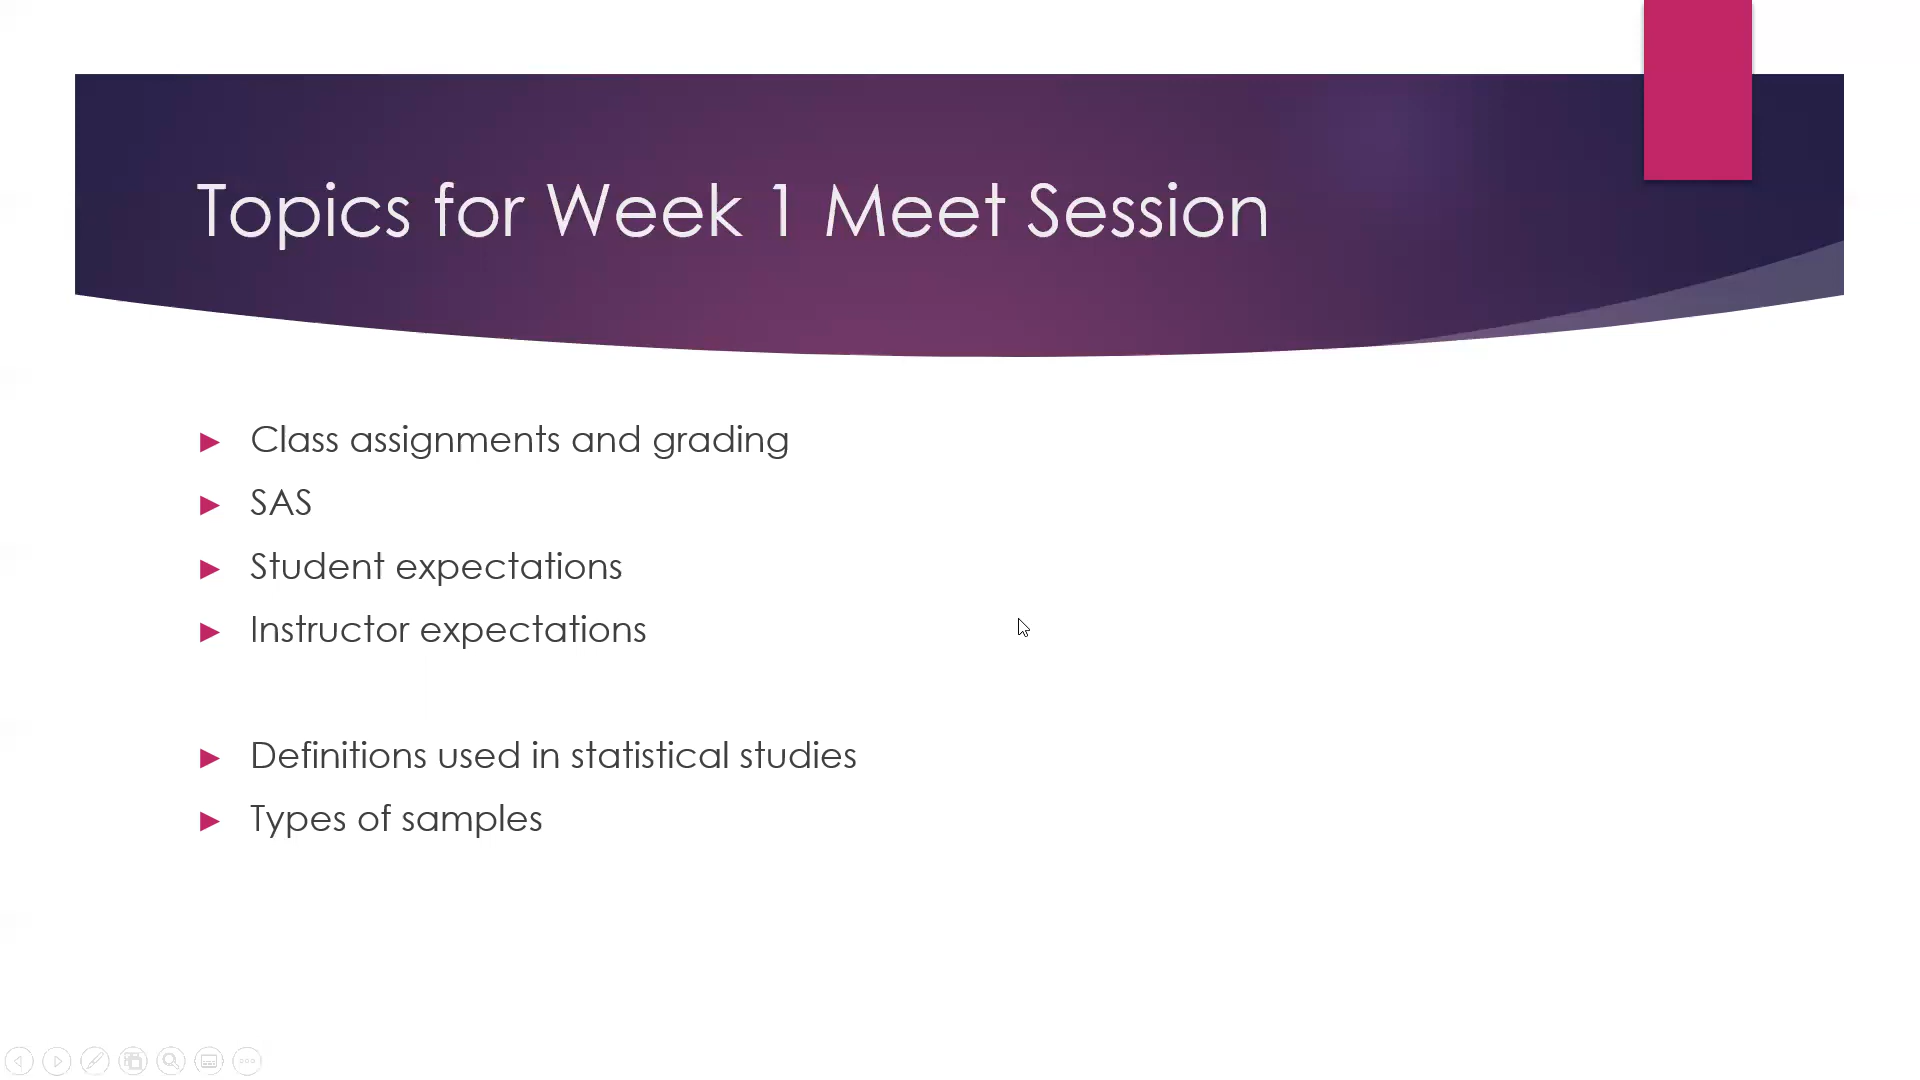 Topics for Week 1 Meet Session
Class assignments and grading
SAS
Student expectations
Instructor expectations
Definitions used in statistical studies
Types of samples